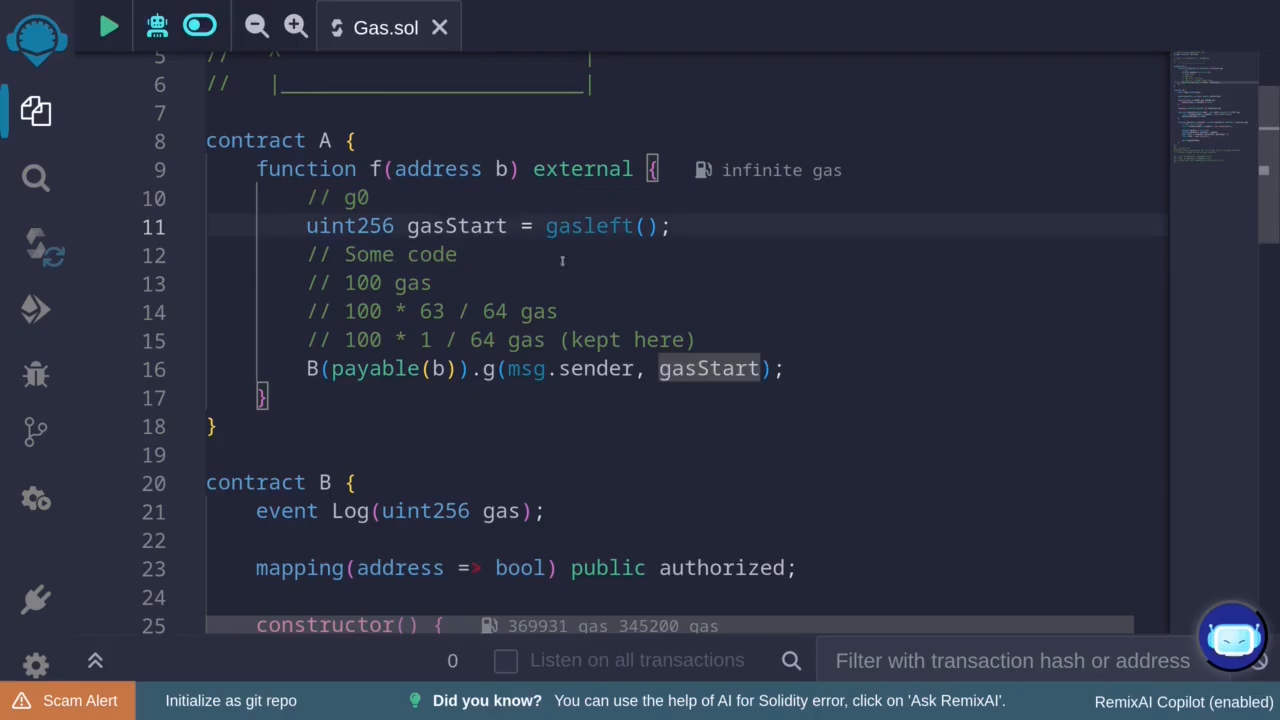 Gas.sol
5 // ^ |
6 // |________________________|
7
8 contract A {
9 function f(address b) external { infinite gas
10 // g0
11 uint256 gasStart = gasleft();
12 // Some code
13 // 100 gas
14 // 100 * 63 / 64 gas
15 // 100 * 1 / 64 gas (kept here)
16 B(payable(b)).g(msg.sender, gasStart);
17 }
18 }
19
20 contract B {
21 event Log(uint256 gas);
22
23 mapping(address => bool) public authorized;
24
25 constructor() { 369931 gas 345200 gas
0 Listen on all transactions Filter with transaction hash or address
Scam Alert Initialize as git repo Did you know? You can use the help of AI for Solidity error, click on 'Ask RemixAI'. RemixAI Copilot (enabled)